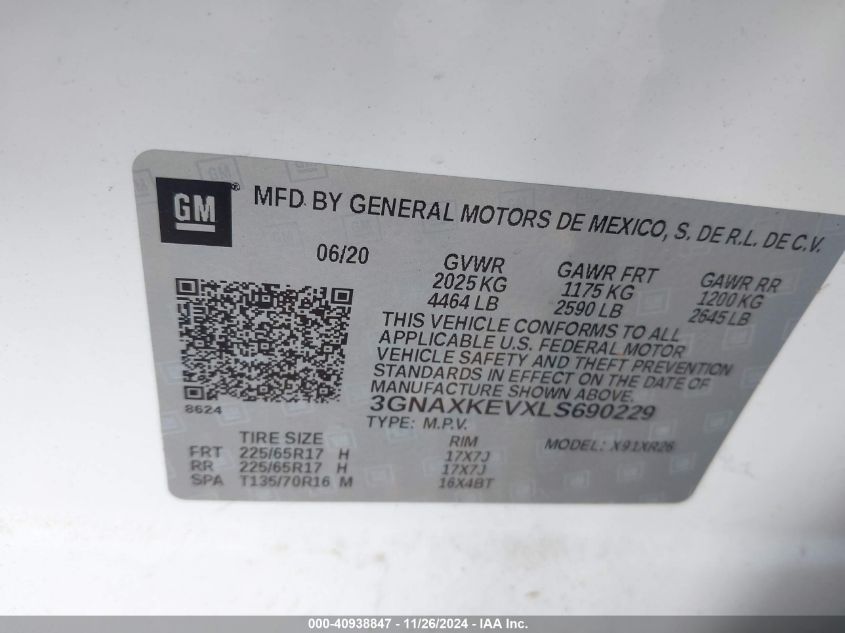 GM®
MFD BY GENERAL MOTORS DE MEXICO, S. DE R.L. DE C.V.
06/20 GVWR GAWR FRT GAWR RR
2025 KG 1175 KG 1200 KG
4464 LB 2590 LB 2645 LB
THIS VEHICLE CONFORMS TO ALL
APPLICABLE U.S. FEDERAL MOTOR
VEHICLE SAFETY AND THEFT PREVENTION
STANDARDS IN EFFECT ON THE DATE OF
MANUFACTURE SHOWN ABOVE.
8624 3GNAXKEVXLS690229
TYPE: M.P.V.
TIRE SIZE RIM MODEL: X91XR26
FRT 225/65R17 H 17X7J
RR 225/65R17 H 17X7J
SPA T135/70R16 M 16X4BT
000-40938847 - 11/26/2024 - IAA Inc.